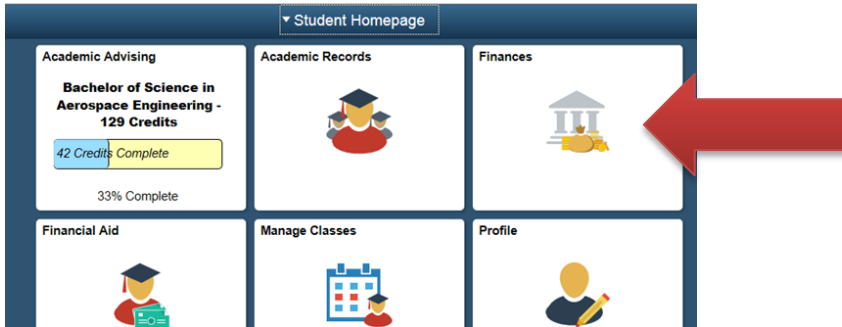 Student Homepage
Academic Advising
Bachelor of Science in
Aerospace Engineering -
129 Credits
42 Credits Complete
33% Complete
Academic Records
Finances
Financial Aid
Manage Classes
Profile